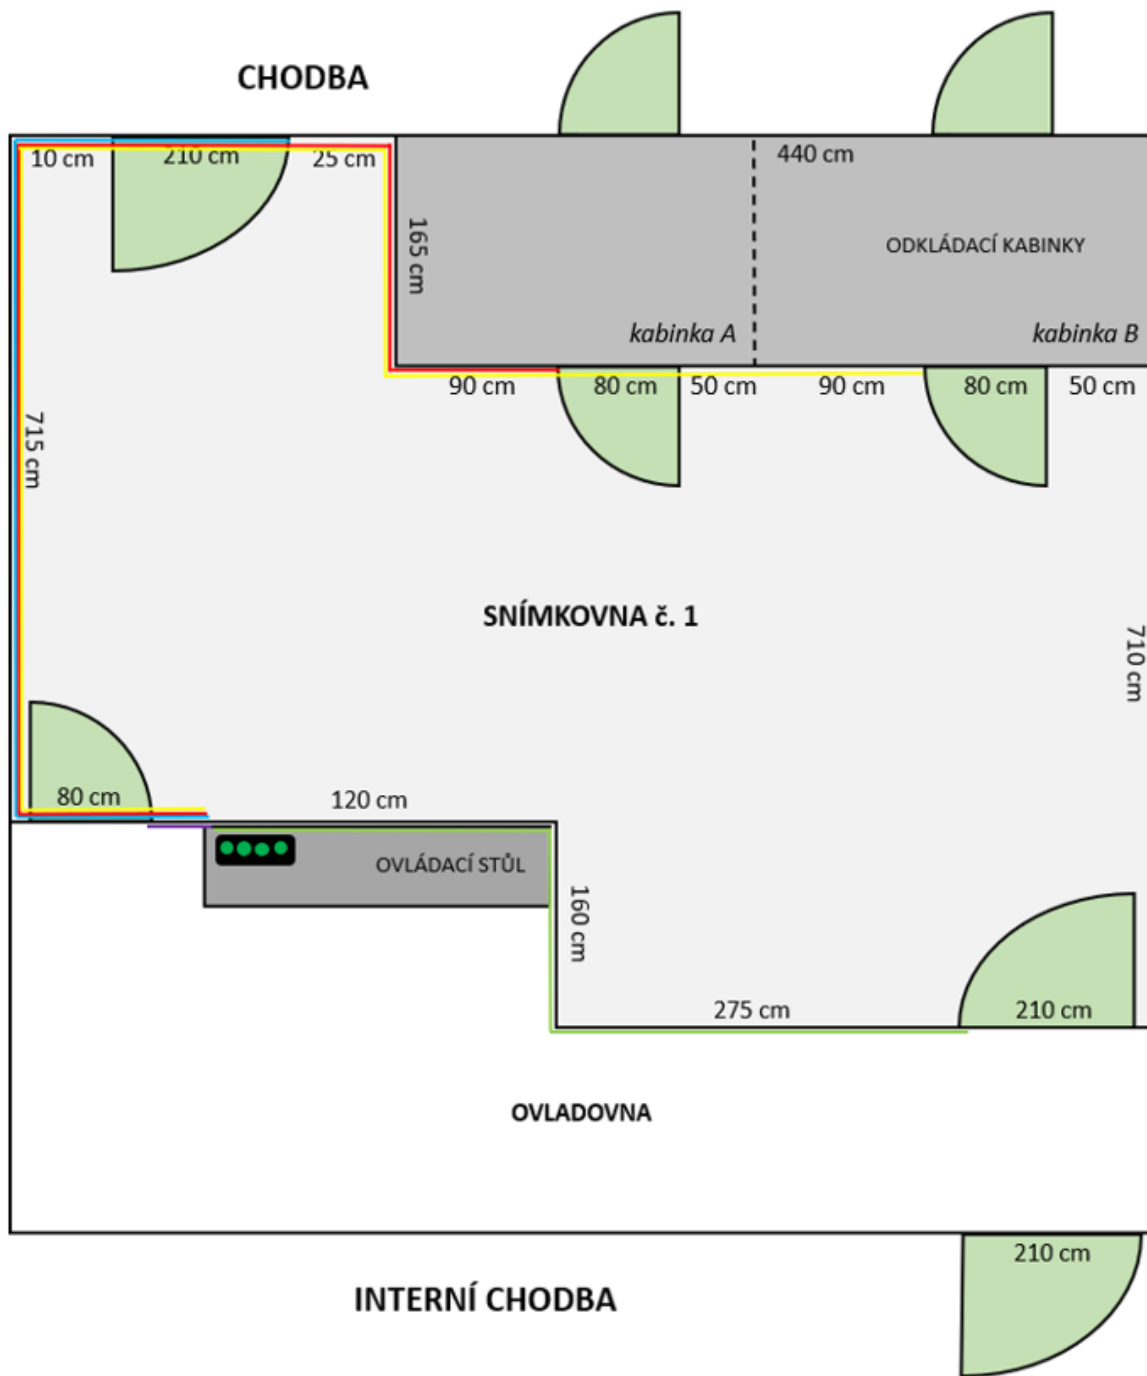 CHODBA
10 cm
210 cm
25 cm
440 cm
165 cm
ODKLÁDACÍ KABINKY
kabinka A
kabinka B
90 cm
80 cm
50 cm
90 cm
80 cm
50 cm
715 cm
SNÍMKOVNA č. 1
710 cm
80 cm
120 cm
OVLÁDACÍ STŮL
160 cm
275 cm
210 cm
OVLADOVNA
210 cm
INTERNÍ CHODBA